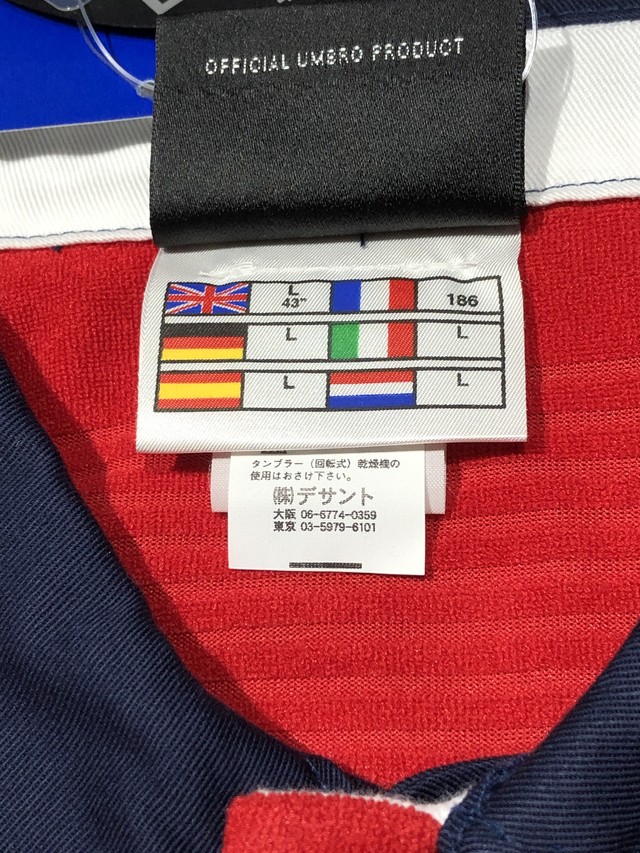 OFFICIAL UMBRO PRODUCT
L
43"
186
L
L
L
L
タンブラー（回転式）乾燥機の
使用はおさけ下さい。
㈱デサント
大阪 06-6774-0359
東京 03-5979-6101